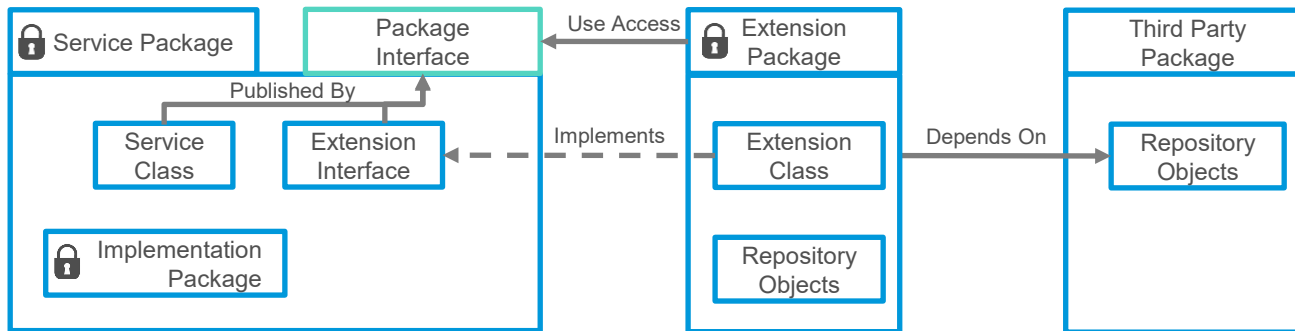 Service Package
Package
Interface
Use Access
Extension
Package
Third Party
Package
Published By
Service
Class
Extension
Interface
Implements
Extension
Class
Depends On
Repository
Objects
Implementation
Package
Repository
Objects